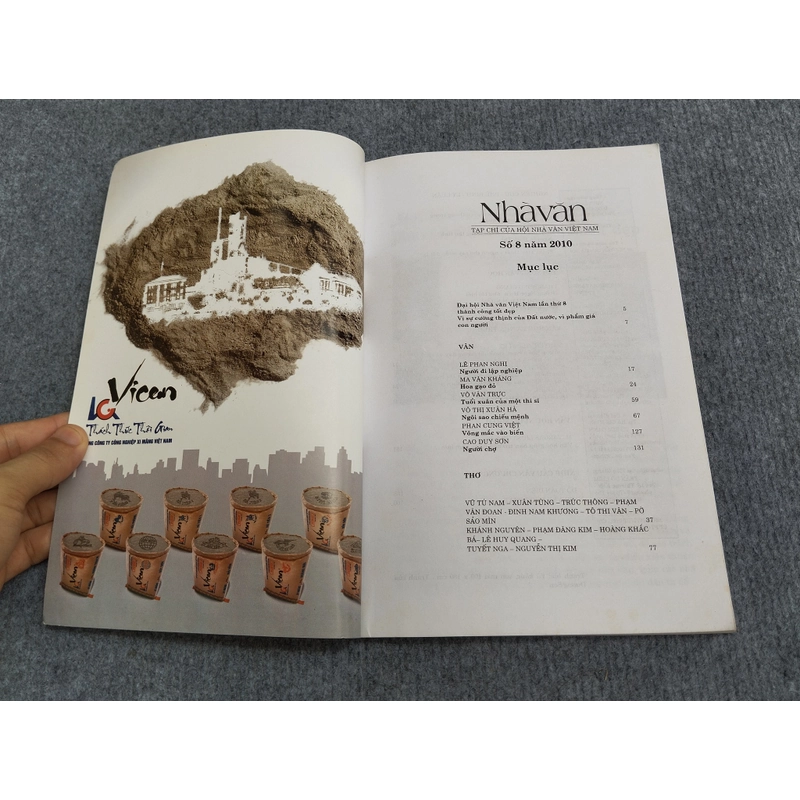 Vicem
Thách Thức Thời Gian
NG CÔNG TY CÔNG NGHIỆP XI MĂNG VIỆT NAM
Nhàvăn
TẠP CHÍ CỦA HỘI NHÀ VĂN VIỆT NAM
Số 8 năm 2010
Mục lục
Đại hội Nhà văn Việt Nam lần thứ 8
thành công tốt đẹp 5
Vì sự cường thịnh của Đất nước, vì phẩm giá
con người 7
VĂN
LÊ PHAN NGHỊ
Người đi lập nghiệp 17
MA VĂN KHÁNG
Hoa gạo đỏ 24
VÕ VĂN TRỰC
Tuổi xuân của một thi sĩ 59
VÕ THỊ XUÂN HÀ
Ngôi sao chiếu mệnh 67
PHAN CUNG VIỆT
Võng mắc vào biển 127
CAO DUY SƠN
Người chợ 131
THƠ
VŨ TÚ NAM – XUÂN TÙNG – TRÚC THÔNG – PHẠM
VÂN ĐOAN - ĐINH NAM KHƯƠNG – TÔ THI VÂN – PỜ
SẢO MÌN 37
KHÁNH NGUYÊN – PHẠM ĐÀNG KIM – HOÀNG KHẮC
BÁ– LÊ HUY QUANG –
TUYẾT NGA – NGUYỄN THỊ KIM 77